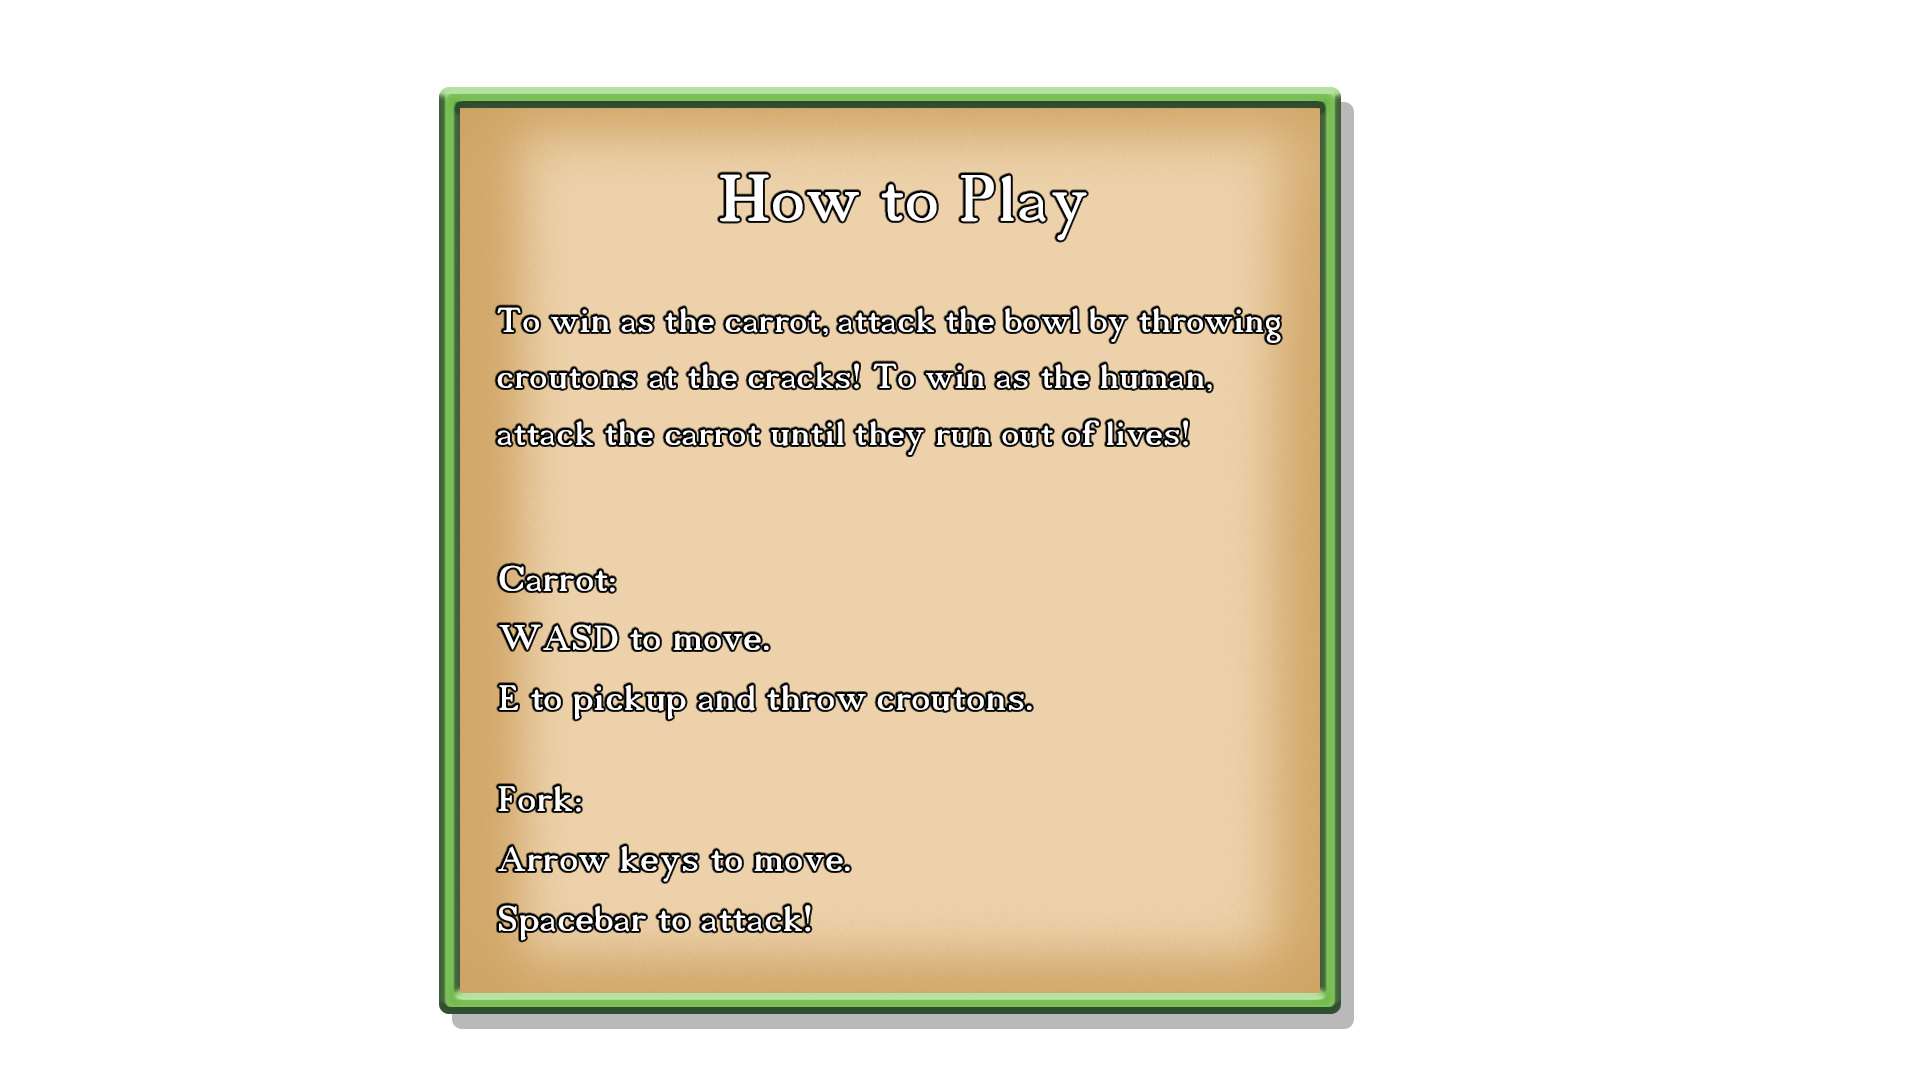 How to Play
To win as the carrot, attack the bowl by throwing
croutons at the cracks! To win as the human,
attack the carrot until they run out of lives!
Carrot:
WASD to move.
E to pickup and throw croutons.
Fork:
Arrow keys to move.
Spacebar to attack!